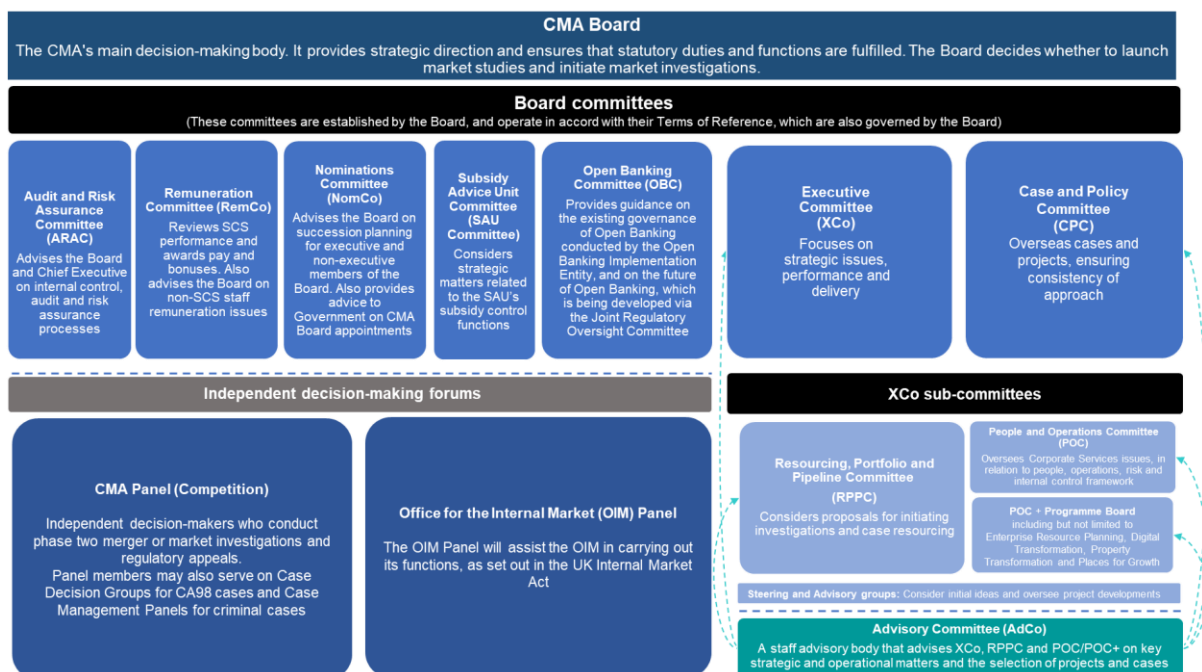 CMA Board
The CMA's main decision-making body. It provides strategic direction and ensures that statutory duties and functions are fulfilled. The Board decides whether to launch
market studies and initiate market investigations.
Board committees
(These committees are established by the Board, and operate in accord with their Terms of Reference, which are also governed by the Board)
Audit and Risk
Assurance
Committee
(ARAC)
Advises the Board
and Chief Executive
on internal control,
audit and risk
assurance
processes
Remuneration
Committee (RemCo)
Reviews SCS
performance and
awards pay and
bonuses. Also
advises the Board on
non-SCS staff
remuneration issues
Nominations
Committee
(NomCo)
Advises the Board on
succession planning
for executive and
non-executive
members of the
Board. Also provides
advice to
Government on CMA
Board appointments
Subsidy
Advice Unit
Committee
(SAU
Committee)
Considers
strategic
matters related
to the SAU's
subsidy control
functions
Open Banking
Committee (OBC)
Provides guidance on
the existing governance
of Open Banking
conducted by the Open
Banking Implementation
Entity, and on the future
of Open Banking, which
is being developed via
the Joint Regulatory
Oversight Committee
Executive
Committee
(XCo)
Focuses on
strategic issues,
performance and
delivery
Case and Policy
Committee
(CPC)
Overseas cases and
projects, ensuring
consistency of
approach
Independent decision-making forums
CMA Panel (Competition)
Independent decision-makers who conduct
phase two merger or market investigations and
regulatory appeals.
Panel members may also serve on Case
Decision Groups for CA98 cases and Case
Management Panels for criminal cases
Office for the Internal Market (OIM) Panel
The OIM Panel will assist the OIM in carrying out
its functions, as set out in the UK Internal Market
Act
XCo sub-committees
Resourcing, Portfolio and
Pipeline Committee
(RPPC)
Considers proposals for initiating
investigations and case resourcing
People and Operations Committee
(POC)
Oversees Corporate Services issues, in
relation to people, operations, risk and
internal control framework
POC + Programme Board
including but not limited to
Enterprise Resource Planning, Digital
Transformation, Property
Transformation and Places for Growth
Steering and Advisory groups: Consider initial ideas and oversee project developments
Advisory Committee (AdCo)
A staff advisory body that advises XCo, RPPC and POC/POC+ on key
strategic and operational matters and the selection of projects and cases